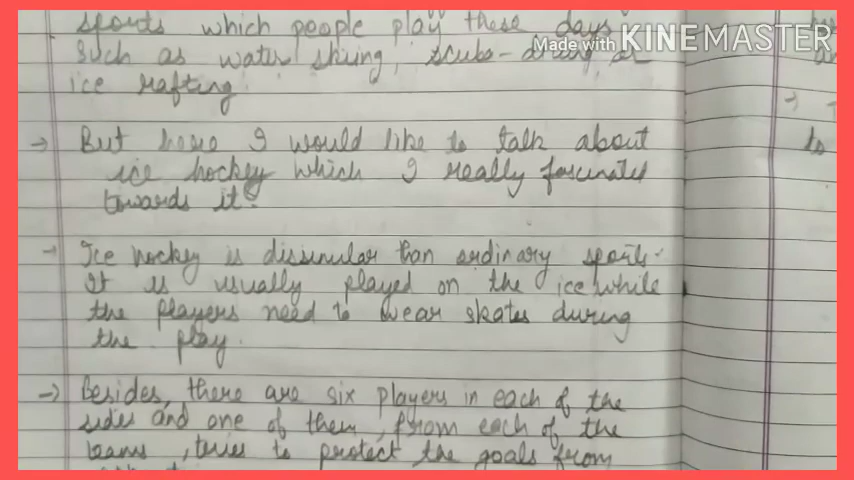 sports which people play these days
Made with KINEMASTER
such as water skiing, scuba-diving or
ice rafting
→ But here I would like to talk about
ice hockey which I really fascinated
towards it.
→ Ice hockey is dissimular than ordinary sports.
It is usually played on the ice while
the players need to wear skates during
the play.
→ Besides, there are six players in each of the
sides and one of them, from each of the
teams, tries to protect the goals from
to